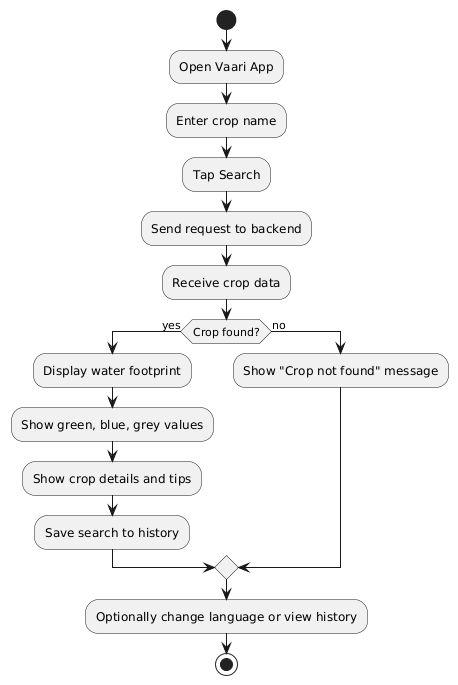 Open Vaari App
Enter crop name
Tap Search
Send request to backend
Receive crop data
yes
Crop found?
no
Display water footprint
Show "Crop not found" message
Show green, blue, grey values
Show crop details and tips
Save search to history
Optionally change language or view history